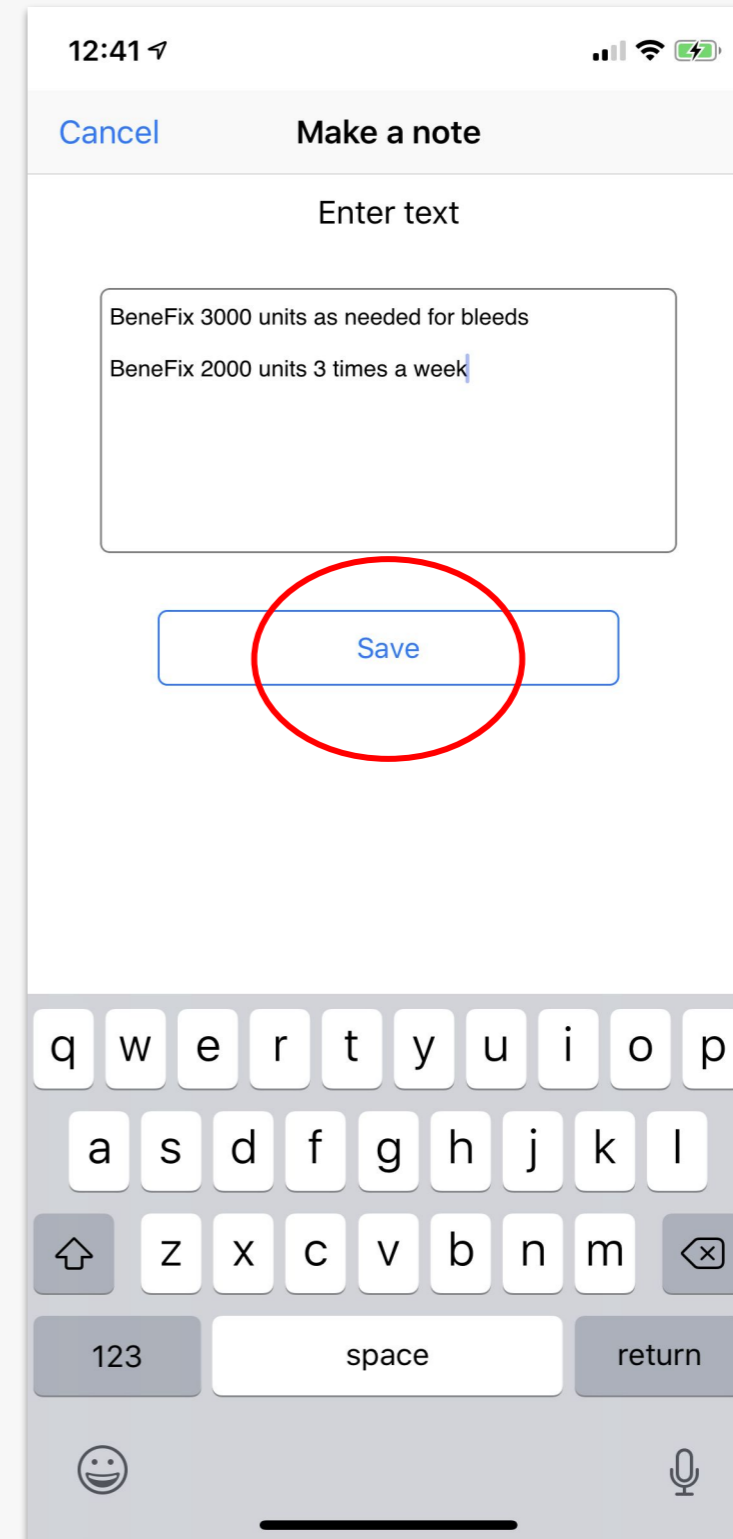 12:41
Cancel Make a note
Enter text
BeneFix 3000 units as needed for bleeds
BeneFix 2000 units 3 times a week
Save
q w e r t y u i o p
a s d f g h j k l
z x c v b n m
123 space return